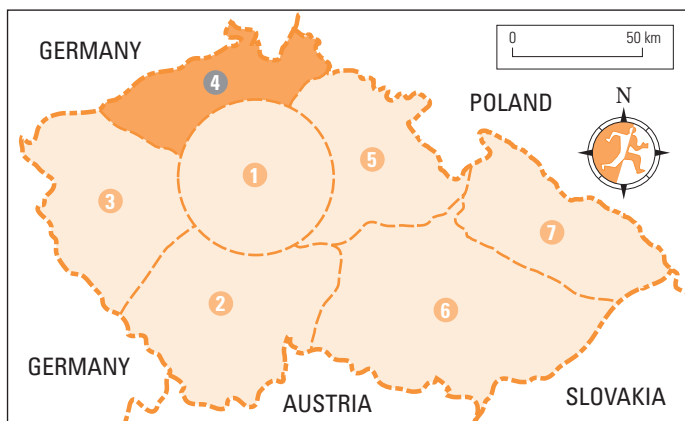 GERMANY
0 50 km
4
POLAND
N
5
1
3
7
2
6
GERMANY
AUSTRIA
SLOVAKIA